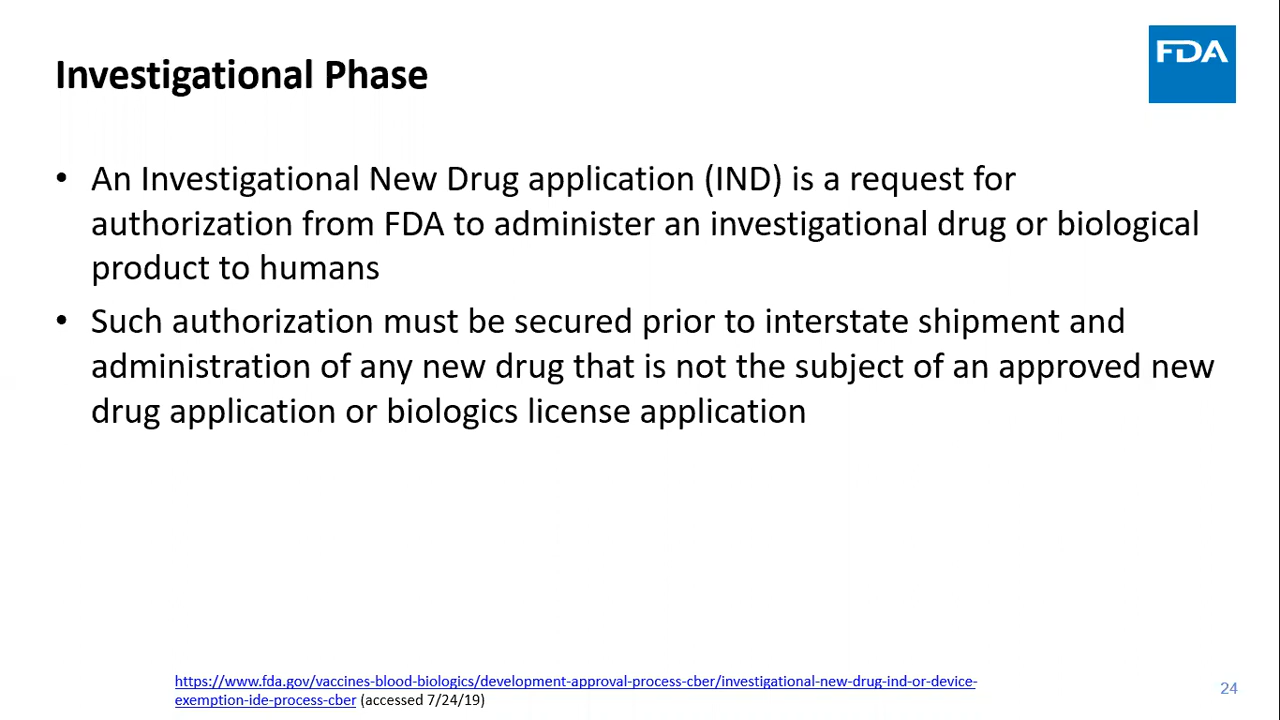 FDA
Investigational Phase
• An Investigational New Drug application (IND) is a request for
authorization from FDA to administer an investigational drug or biological
product to humans
• Such authorization must be secured prior to interstate shipment and
administration of any new drug that is not the subject of an approved new
drug application or biologics license application
https://www.fda.gov/vaccines-blood-biologics/development-approval-process-cber/investigational-new-drug-ind-or-device-
exemption-ide-process-cber (accessed 7/24/19)
24